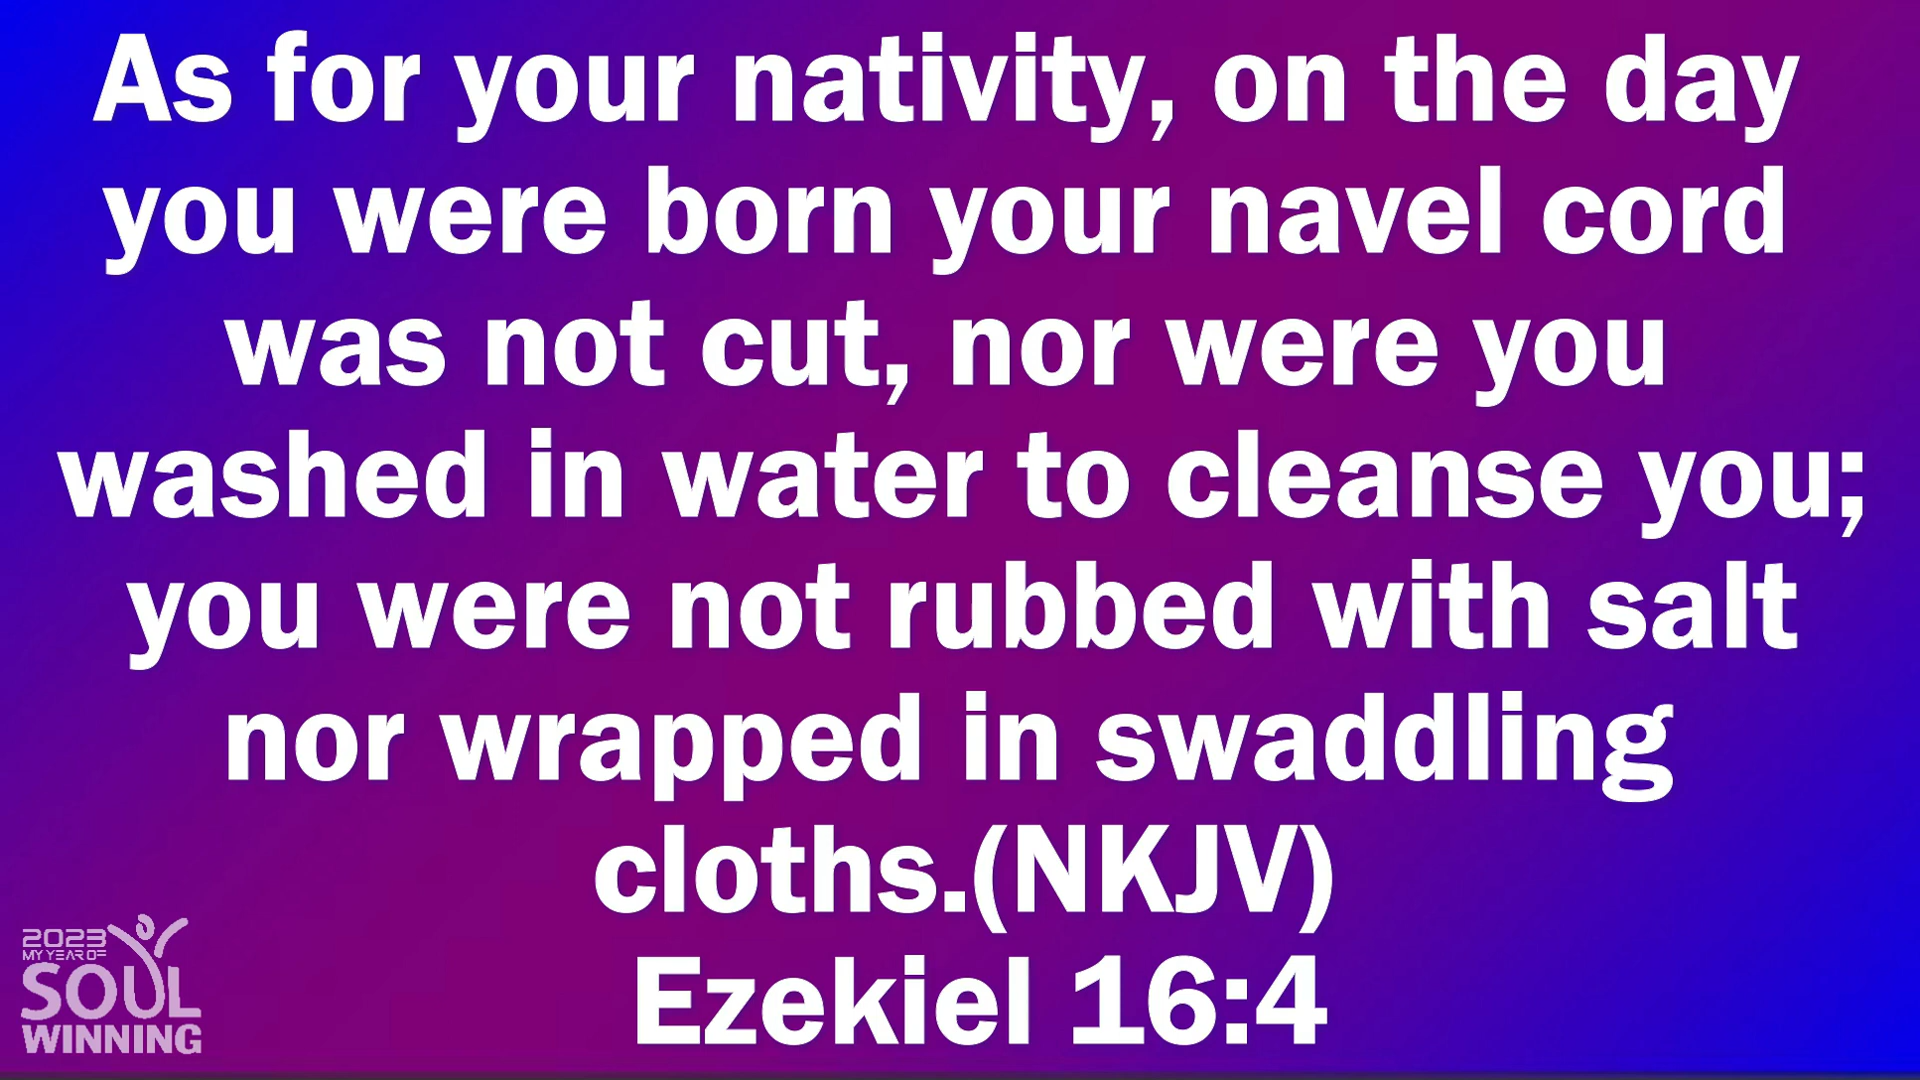 As for your nativity, on the day
you were born your navel cord
was not cut, nor were you
washed in water to cleanse you;
you were not rubbed with salt
nor wrapped in swaddling
cloths.(NKJV)
Ezekiel 16:4
2023
MY YEAR OF
SOUL
WINNING